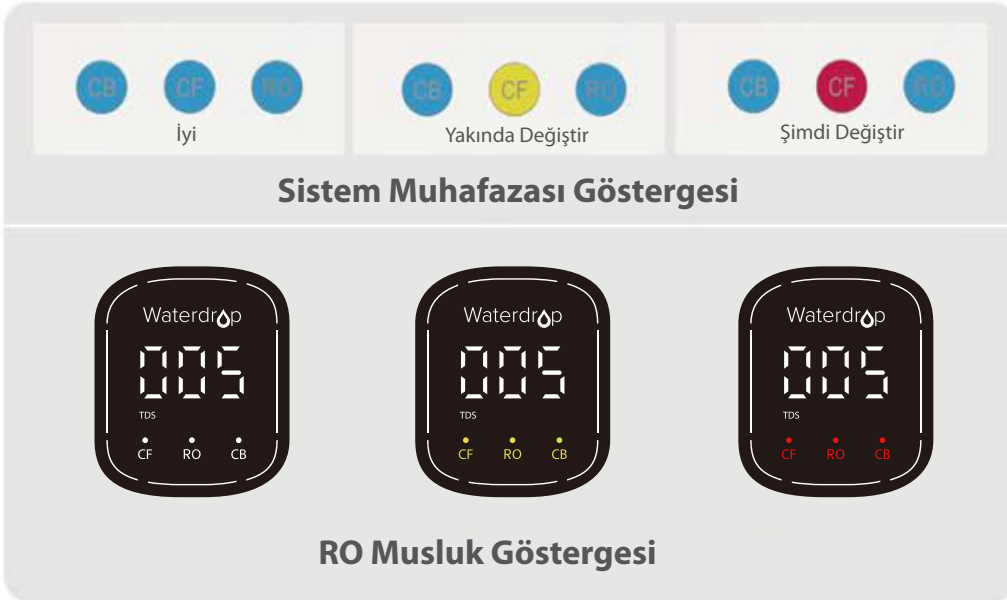 CB CF RO
İyi
CB CF RO
Yakında Değiştir
CB CF RO
Şimdi Değiştir
Sistem Muhafazası Göstergesi
Waterdrop
005
TDS
CF RO CB
Waterdrop
005
TDS
CF RO CB
Waterdrop
005
TDS
CF RO CB
RO Musluk Göstergesi